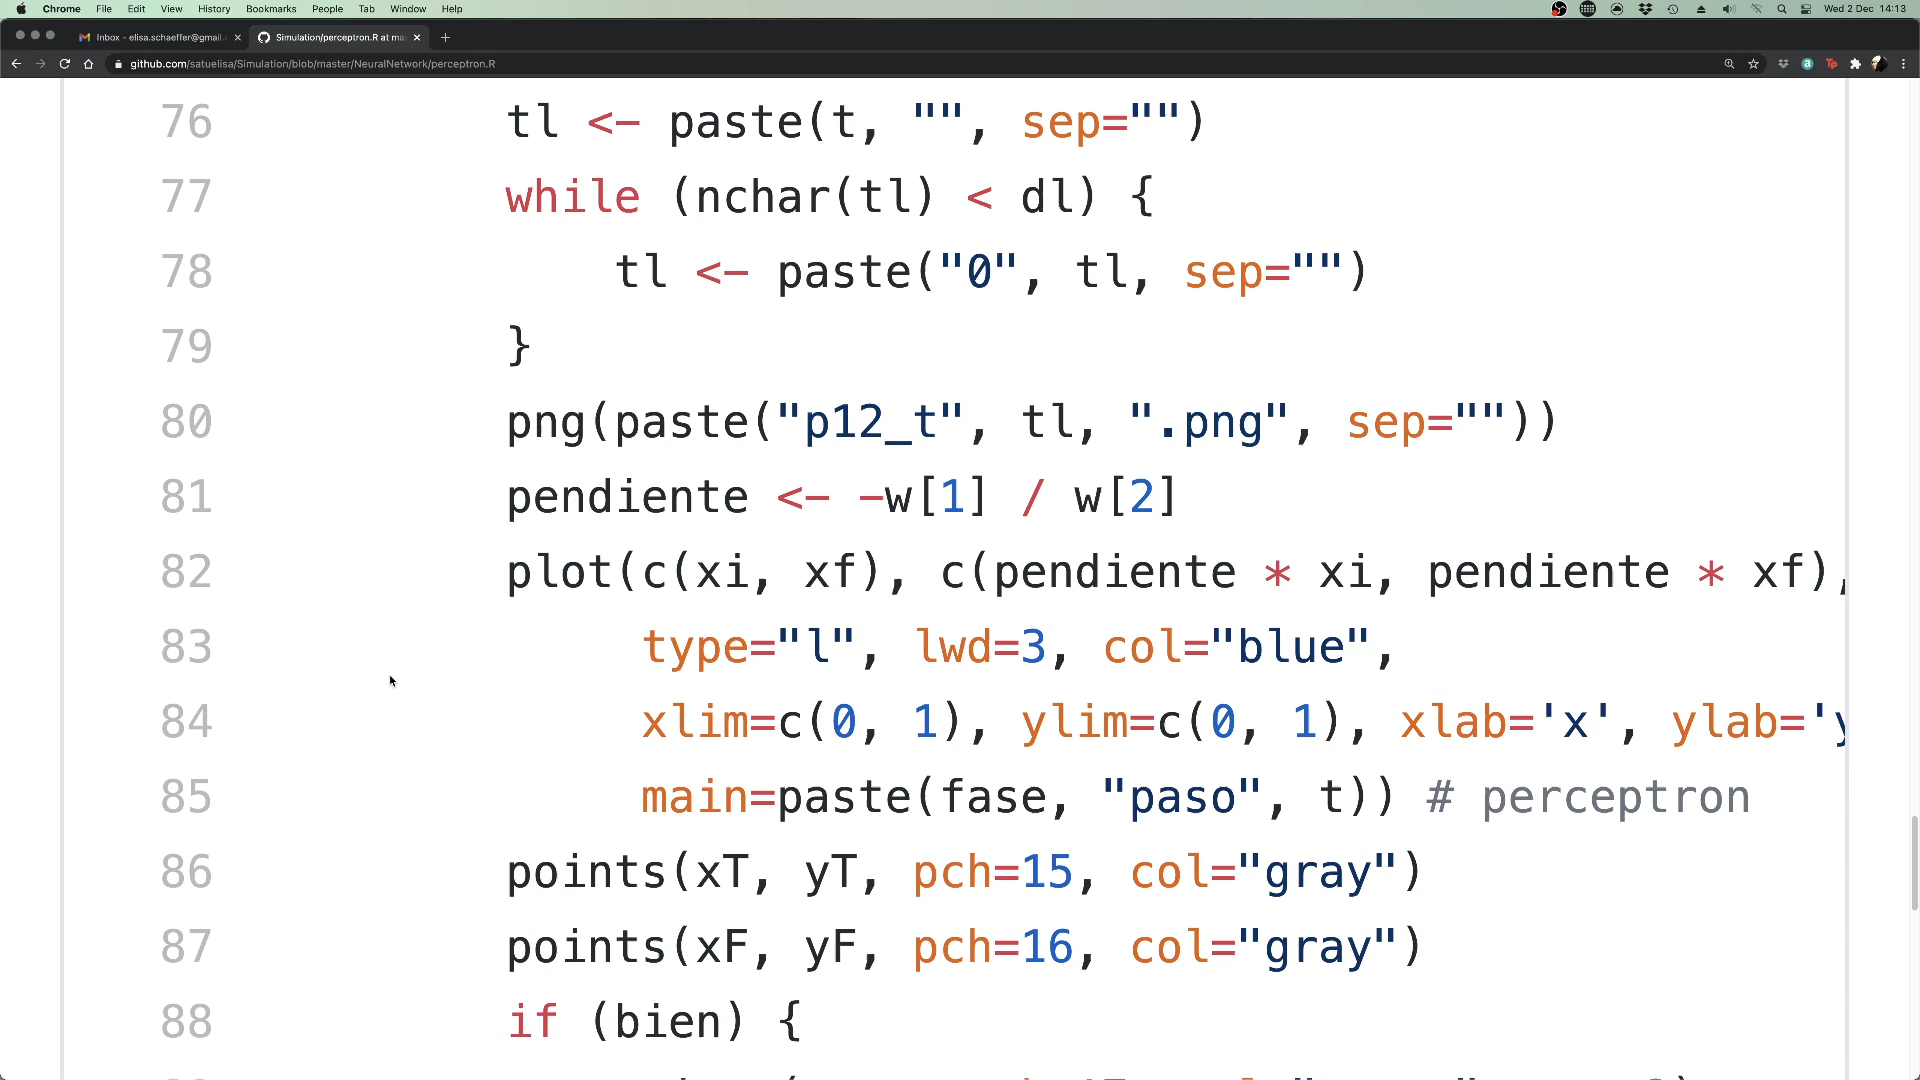 Chrome File Edit View History Bookmarks People Tab Window Help Wed 2 Dec 14:13
Inbox - elisa.schaeffer@gmail. Simulation/perceptron.R at ma
github.com/satuelisa/Simulation/blob/master/NeuralNetwork/perceptron.R
76 tl <- paste(t, "", sep="")
77 while (nchar(tl) < dl) {
78 tl <- paste("0", tl, sep="")
79 }
80 png(paste("p12_t", tl, ".png", sep=""))
81 pendiente <- -w[1] / w[2]
82 plot(c(xi, xf), c(pendiente * xi, pendiente * xf),
83 type="l", lwd=3, col="blue",
84 xlim=c(0, 1), ylim=c(0, 1), xlab='x', ylab='y
85 main=paste(fase, "paso", t)) # perceptron
86 points(xT, yT, pch=15, col="gray")
87 points(xF, yF, pch=16, col="gray")
88 if (bien) {